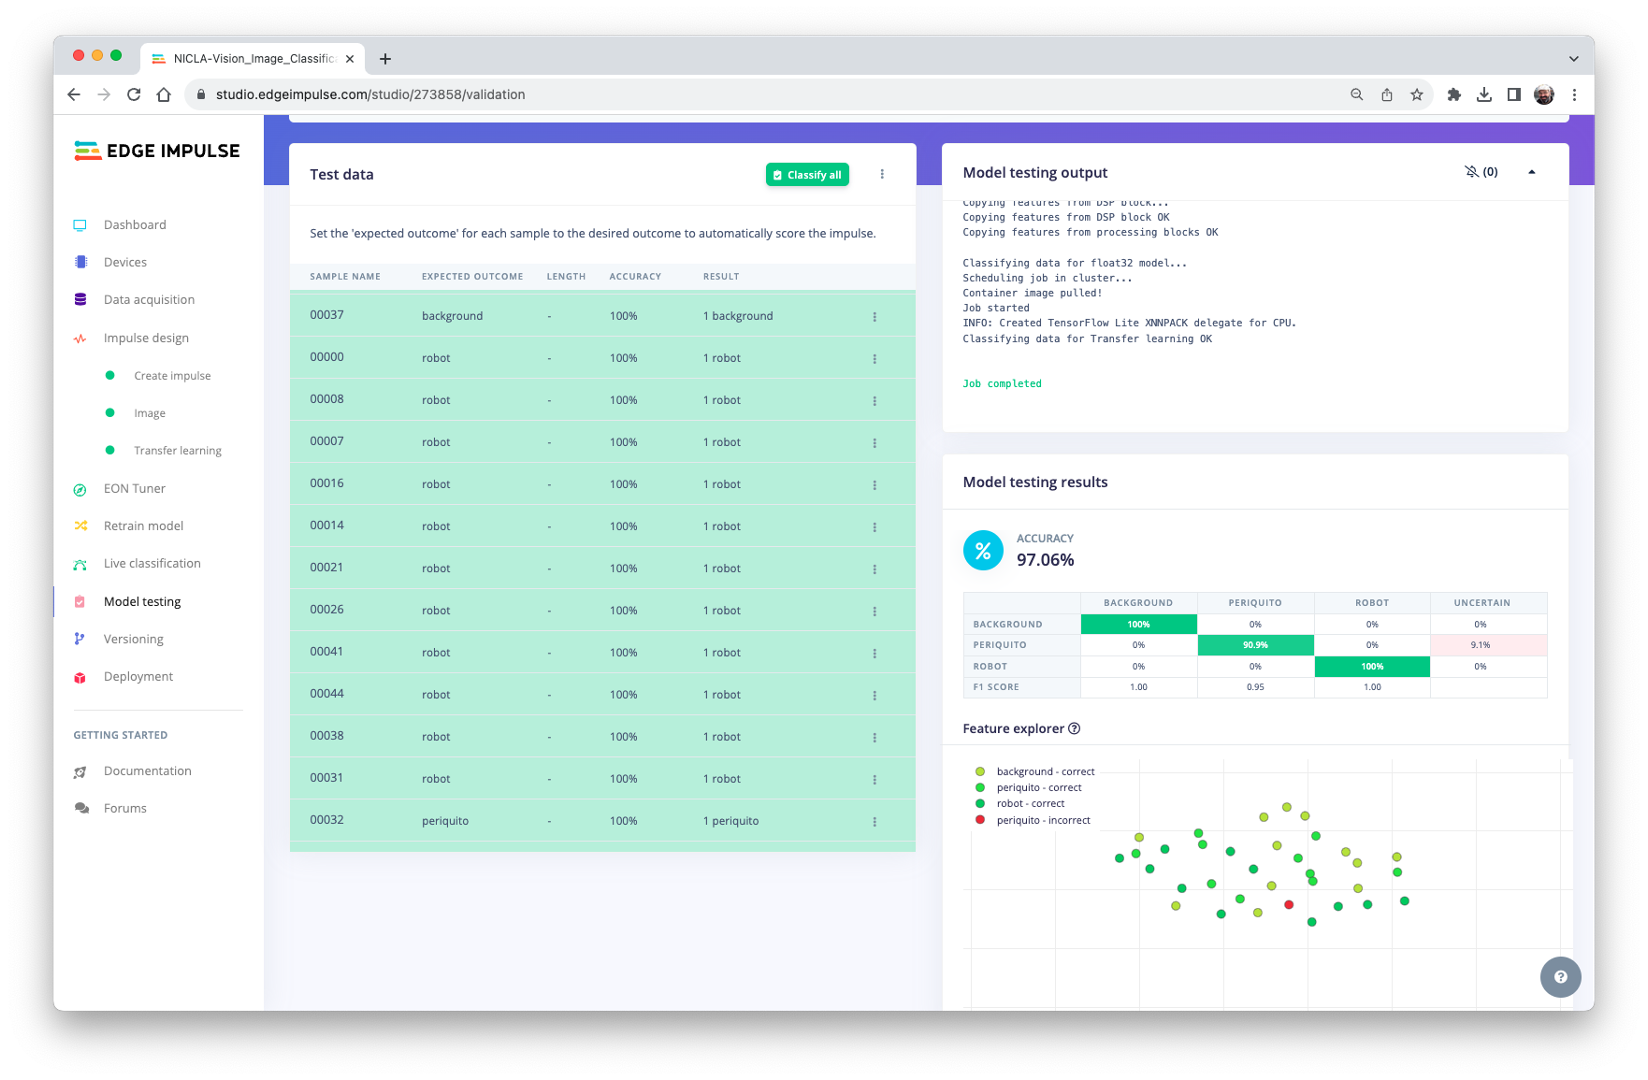 NICLA-Vision_Image_Classific
studio.edgeimpulse.com/studio/273858/validation
EDGE IMPULSE
Dashboard
Devices
Data acquisition
Impulse design
Create impulse
Image
Transfer learning
EON Tuner
Retrain model
Live classification
Model testing
Versioning
Deployment
GETTING STARTED
Documentation
Forums
Test data
Classify all
Set the 'expected outcome' for each sample to the desired outcome to automatically score the impulse.
SAMPLE NAME EXPECTED OUTCOME LENGTH ACCURACY RESULT
00037 background - 100% 1 background
00000 robot - 100% 1 robot
00008 robot - 100% 1 robot
00007 robot - 100% 1 robot
00016 robot - 100% 1 robot
00014 robot - 100% 1 robot
00021 robot - 100% 1 robot
00026 robot - 100% 1 robot
00041 robot - 100% 1 robot
00044 robot - 100% 1 robot
00038 robot - 100% 1 robot
00031 robot - 100% 1 robot
00032 periquito - 100% 1 periquito
Model testing output
(0)
Copying features from DSP block...
Copying features from DSP block OK
Copying features from processing blocks OK
Classifying data for float32 model...
Scheduling job in cluster...
Container image pulled!
Job started
INFO: Created TensorFlow Lite XNNPACK delegate for CPU.
Classifying data for Transfer learning OK
Job completed
Model testing results
%
ACCURACY
97.06%
BACKGROUND PERIQUITO ROBOT UNCERTAIN
BACKGROUND 100% 0% 0% 0%
PERIQUITO 0% 90.9% 0% 9.1%
ROBOT 0% 0% 100% 0%
F1 SCORE 1.00 0.95 1.00
Feature explorer ?
background - correct
periquito - correct
robot - correct
periquito - incorrect
?